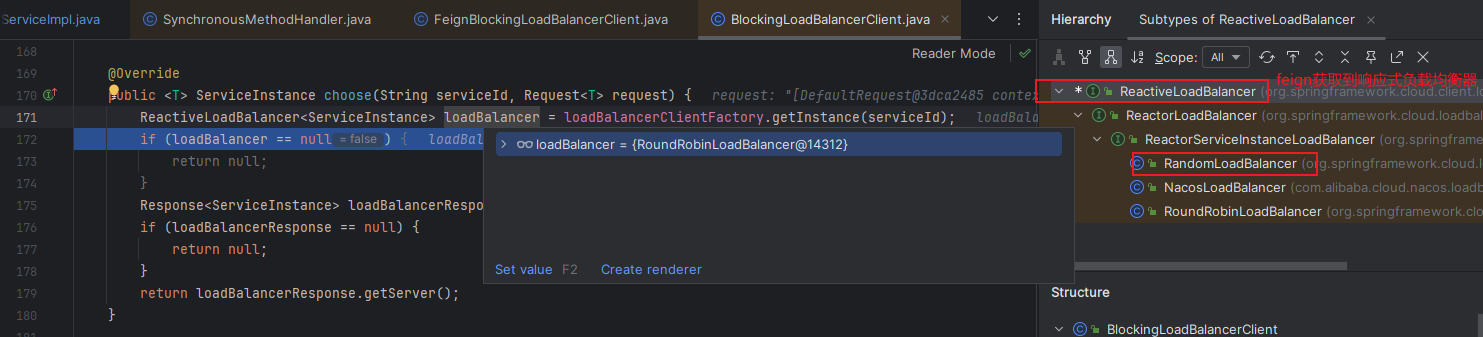 ServiceImpl.java
SynchronousMethodHandler.java
FeignBlockingLoadBalancerClient.java
BlockingLoadBalancerClient.java
Hierarchy
Subtypes of ReactiveLoadBalancer
Reader Mode
Scope:
All
168
169 @Override
170 public <T> ServiceInstance choose(String serviceId, Request<T> request) { request: "[DefaultRequest@3dca2485 contex
171 ReactiveLoadBalancer<ServiceInstance> loadBalancer = loadBalancerClientFactory.getInstance(serviceId); loadBala
172 if (loadBalancer == null = false ) { loadBal
173 return null;
174 }
175 Response<ServiceInstance> loadBalancerRespo
176 if (loadBalancerResponse == null) {
177 return null;
178 }
179 return loadBalancerResponse.getServer();
180 }
181
loadBalancer = {RoundRobinLoadBalancer@14312}
Set value F2 Create renderer
feign获取到响应式负载均衡器
* ReactiveLoadBalancer (org.springframework.cloud.client.l
ReactorLoadBalancer (org.springframework.cloud.loadba
ReactorServiceInstanceLoadBalancer (org.springfram
RandomLoadBalancer (org.springframework.cloud.l
NacosLoadBalancer (com.alibaba.cloud.nacos.loadb
RoundRobinLoadBalancer (org.springframework.clo
Structure
BlockingLoadBalancerClient